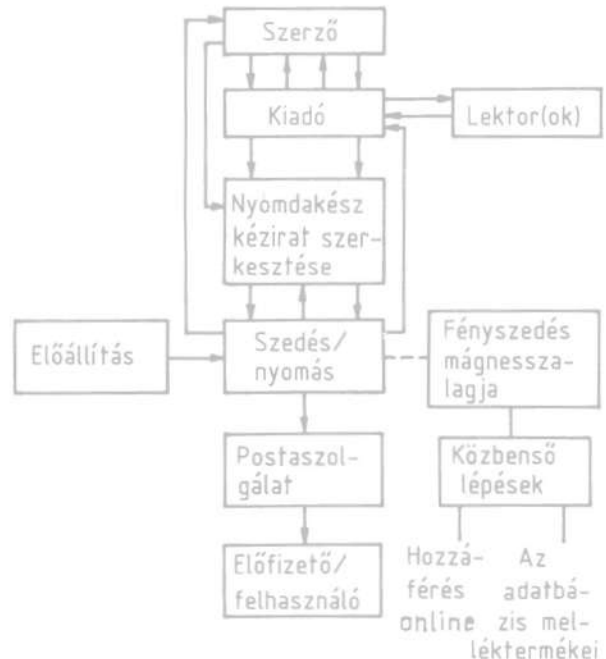 Szerző
Kiadó
Lektor(ok)
Nyomdakész
kézirat szer-
kesztése
Előállítás
Szedés/
nyomás
Fényszedés
mágnessza-
lagja
Postaszol-
gálat
Közbenső
lépések
Előfizető/
felhasználó
Hozzá-
férés
online
Az
adatbá-
zis mel-
léktermékei